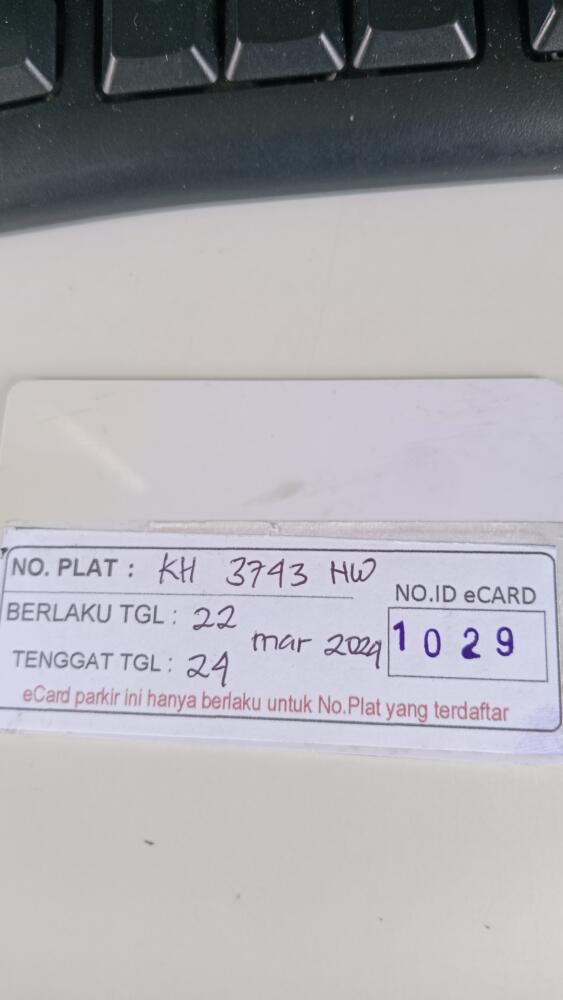 NO. PLAT : KH 3743 HW
NO.ID eCARD
BERLAKU TGL : 22
mar 2024
1029
TENGGAT TGL : 24
eCard parkir ini hanya berlaku untuk No.Plat yang terdaftar